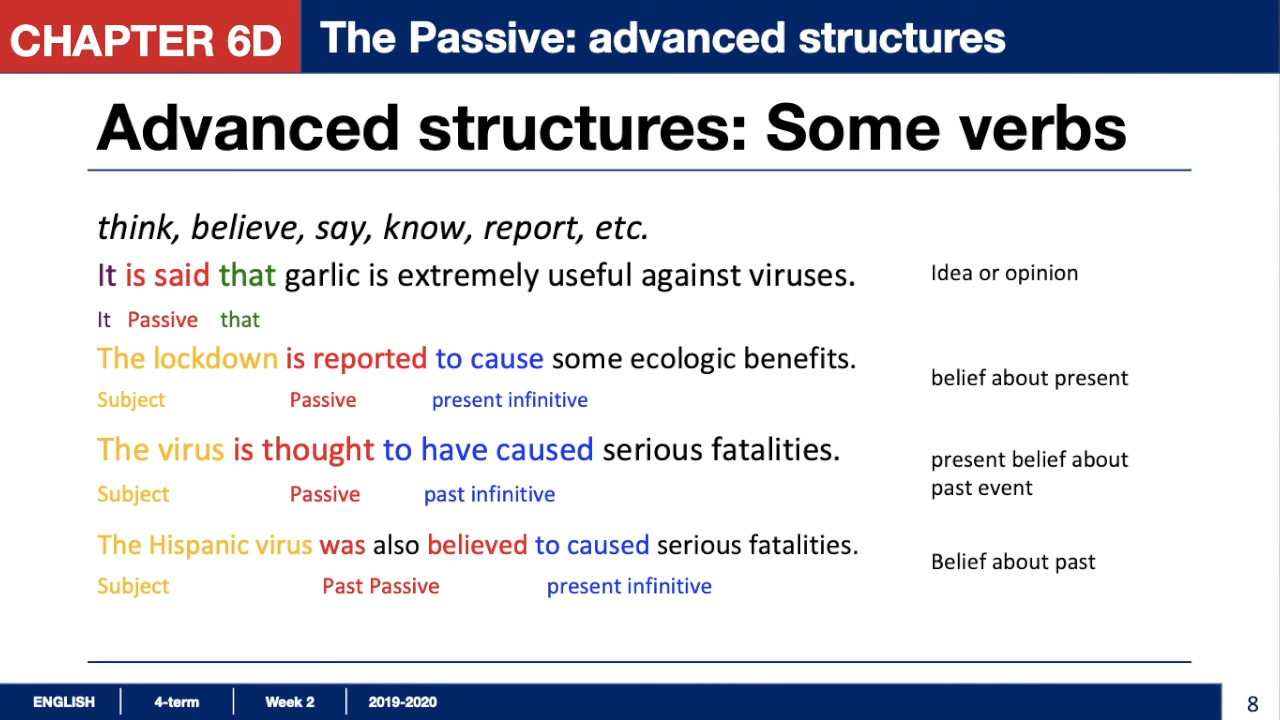 CHAPTER 6D
The Passive: advanced structures
Advanced structures: Some verbs
think, believe, say, know, report, etc.
It is said that garlic is extremely useful against viruses.
Idea or opinion
It Passive that
The lockdown is reported to cause some ecologic benefits.
belief about present
Subject Passive present infinitive
The virus is thought to have caused serious fatalities.
present belief about
past event
Subject Passive past infinitive
The Hispanic virus was also believed to caused serious fatalities.
Belief about past
Subject Past Passive present infinitive
ENGLISH 4-term Week 2 2019-2020
8